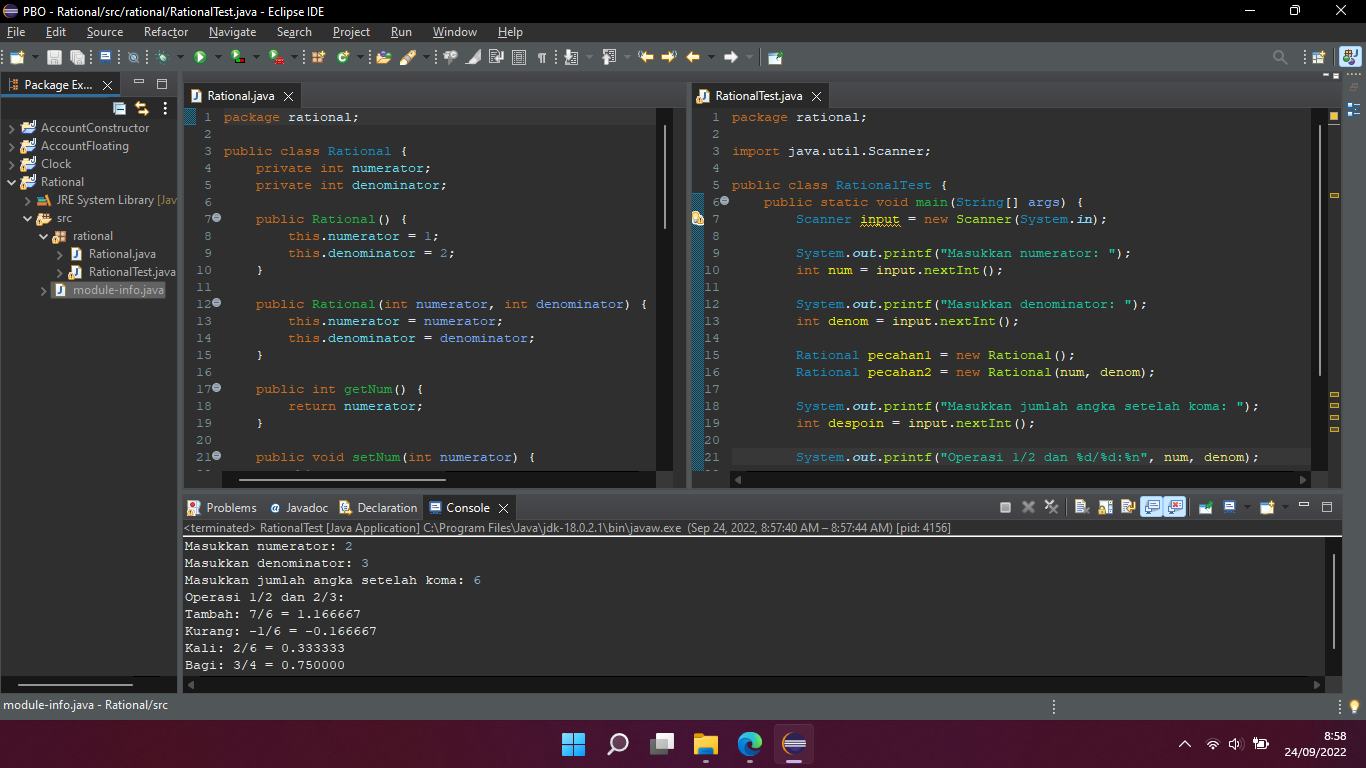 PBO - Rational/src/rational/RationalTest.java - Eclipse IDE
File Edit Source Refactor Navigate Search Project Run Window Help
Package Ex...
AccountConstructor
AccountFloating
Clock
Rational
JRE System Library [Jav
src
rational
Rational.java
RationalTest.java
module-info.java
Rational.java
1 package rational;
2
3 public class Rational {
4 private int numerator;
5 private int denominator;
6
7 public Rational() {
8 this.numerator = 1;
9 this.denominator = 2;
10 }
11
12 public Rational(int numerator, int denominator) {
13 this.numerator = numerator;
14 this.denominator = denominator;
15 }
16
17 public int getNum() {
18 return numerator;
19 }
20
21 public void setNum(int numerator) {
RationalTest.java
1 package rational;
2
3 import java.util.Scanner;
4
5 public class RationalTest {
6 public static void main(String[] args) {
7 Scanner input = new Scanner(System.in);
8
9 System.out.printf("Masukkan numerator: ");
10 int num = input.nextInt();
11
12 System.out.printf("Masukkan denominator: ");
13 int denom = input.nextInt();
14
15 Rational pecahan1 = new Rational();
16 Rational pecahan2 = new Rational(num, denom);
17
18 System.out.printf("Masukkan jumlah angka setelah koma: ");
19 int despoin = input.nextInt();
20
21 System.out.printf("Operasi 1/2 dan %d/%d:%n", num, denom);
Problems Javadoc Declaration Console
<terminated> RationalTest [Java Application] C:\Program Files\Java\jdk-18.0.2.1\bin\javaw.exe (Sep 24, 2022, 8:57:40 AM – 8:57:44 AM) [pid: 4156]
Masukkan numerator: 2
Masukkan denominator: 3
Masukkan jumlah angka setelah koma: 6
Operasi 1/2 dan 2/3:
Tambah: 7/6 = 1.166667
Kurang: -1/6 = -0.166667
Kali: 2/6 = 0.333333
Bagi: 3/4 = 0.750000
module-info.java - Rational/src
8:58
24/09/2022